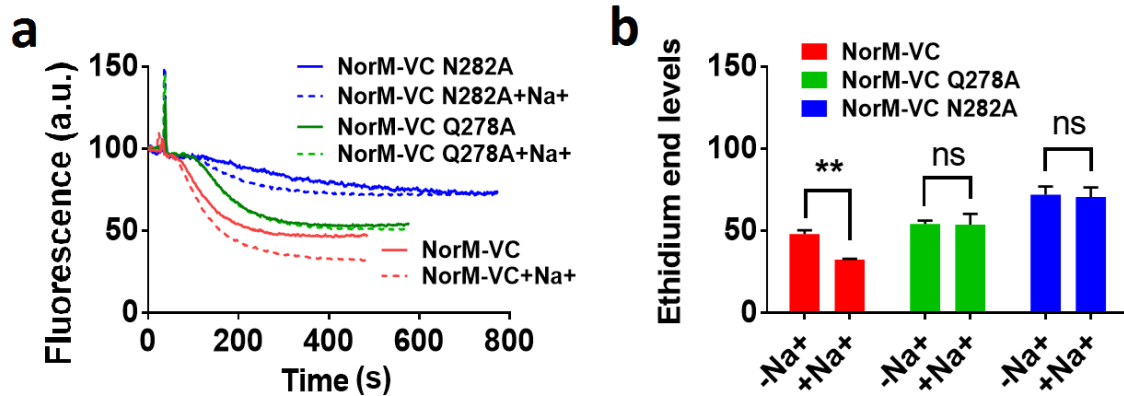 a
Fluorescence (a.u.)
150
100
50
0
0 200 400 600 800
Time (s)
NorM-VC N282A
NorM-VC N282A+Na+
NorM-VC Q278A
NorM-VC Q278A+Na+
NorM-VC
NorM-VC+Na+
b
Ethidium end levels
150
100
50
0
NorM-VC
NorM-VC Q278A
NorM-VC N282A
**
ns
ns
-Na+ +Na+ -Na+ +Na+ -Na+ +Na+